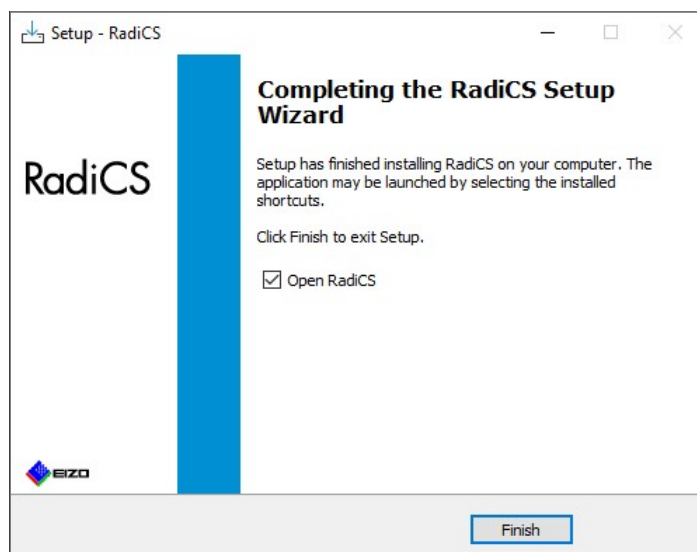 Setup - RadiCS
Completing the RadiCS Setup
Wizard
Setup has finished installing RadiCS on your computer. The
application may be launched by selecting the installed
shortcuts.
Click Finish to exit Setup.
Open RadiCS
RadiCS
EIZO
Finish